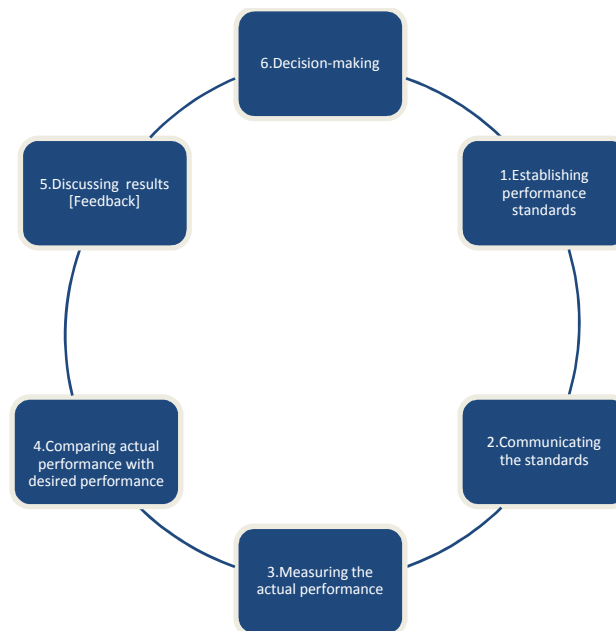 6.Decision-making
1.Establishing
performance
standards
2.Communicating
the standards
3.Measuring the
actual performance
4.Comparing actual
performance with
desired performance
5.Discussing results
[Feedback]